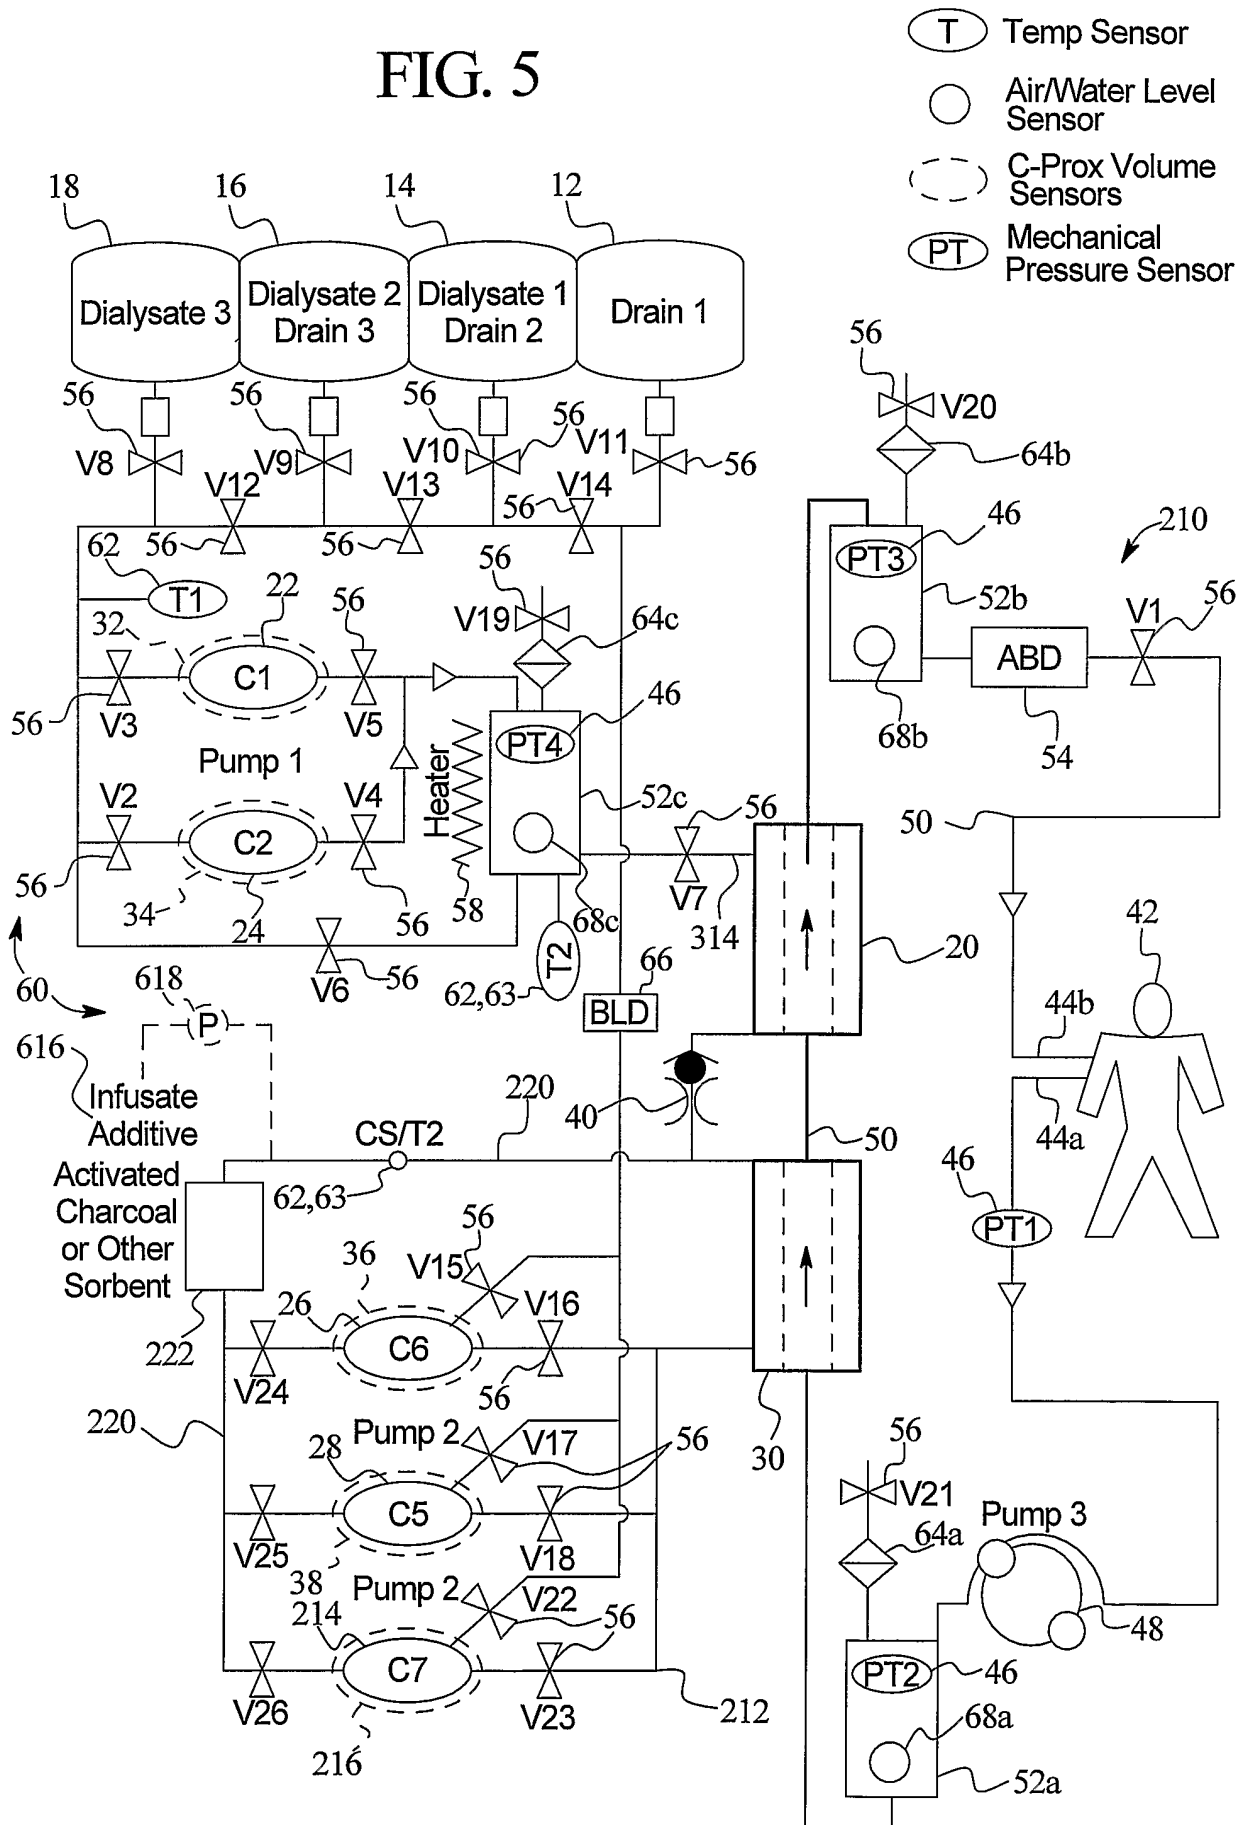 FIG. 5
T Temp Sensor
Air/Water Level
Sensor
C-Prox Volume
Sensors
PT Mechanical
Pressure Sensor
18 16 14 12
Dialysate 3
Dialysate 2
Drain 3
Dialysate 1
Drain 2
Drain 1
56 56 56 56
V8 V9 V10 V11 56
V12 V13 V14
56 56 56
56
V20
64b
46
PT3
210
52b
V1
56
ABD
68b
54
62
T1
32
22
56
C1
V3
V5
56
56
V19
64c
46
PT4
Pump 1
Heater
52c
V2
V4
C2
56
34
24
56
58
68c
56
V7
314
50
V6
56
60
T2
62,63
66
BLD
20
42
44b
44a
618
P
616
Infusate
Additive
Activated
Charcoal
or Other
Sorbent
222
CS/T2
62,63
220
40
50
46
PT1
36
26
C6
V15
56
V16
56
V24
30
220
Pump 2
28
C5
V17
56
V25
V18
38
Pump 2
214
C7
V22
56
V26
V23
216
212
56
V21
64a
Pump 3
48
PT2
46
68a
52a